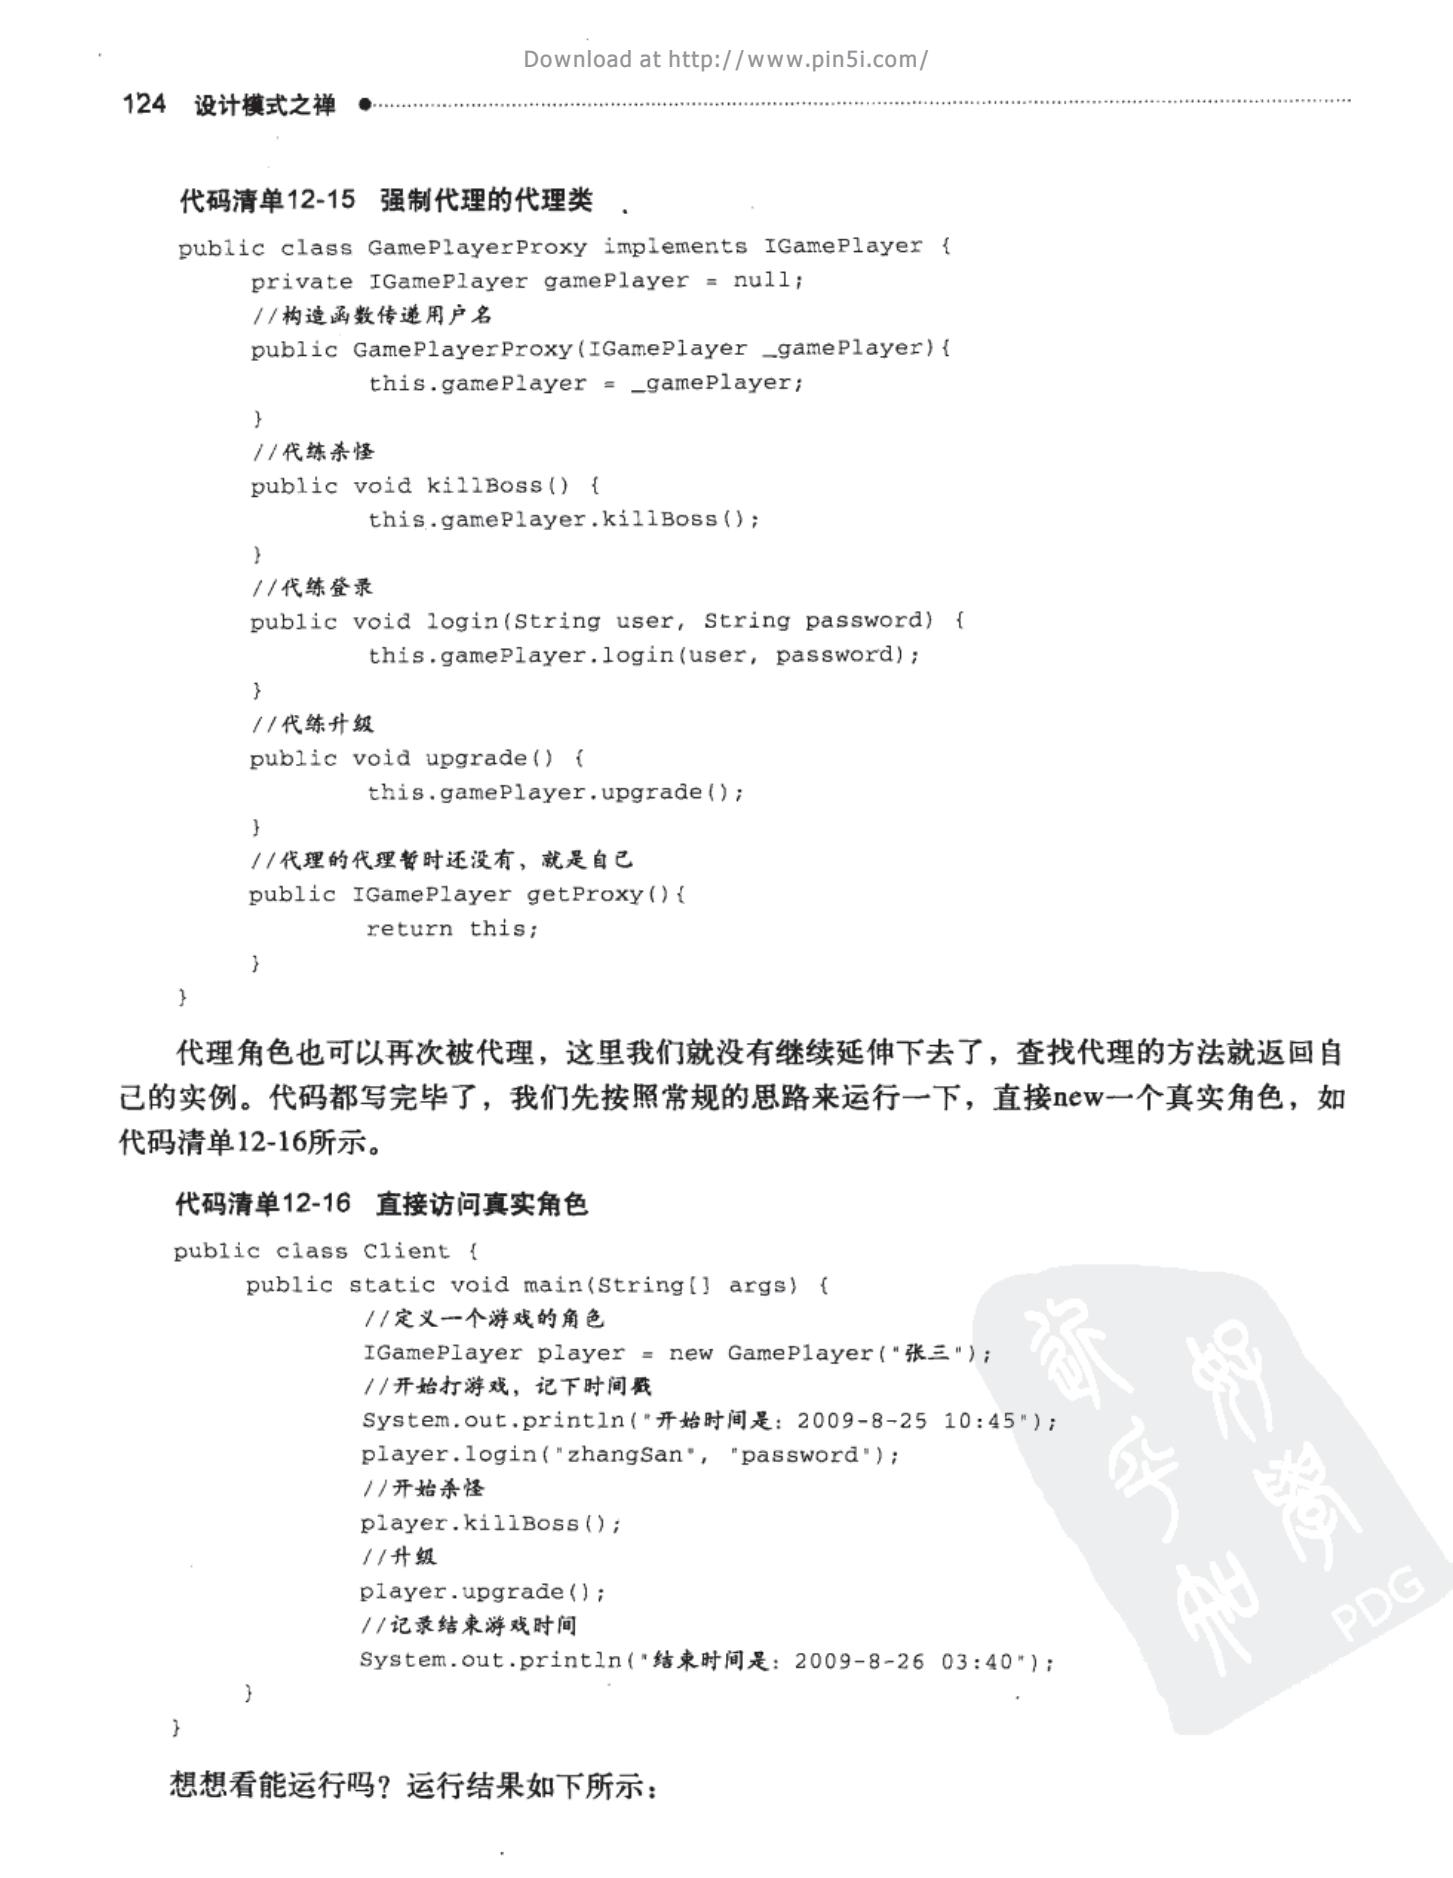 Download at http://www.pin5i.com/
124 设计模式之禅
代码清单12-15 强制代理的代理类
public class GamePlayerProxy implements IGamePlayer {
private IGamePlayer gamePlayer = null;
//构造函数传递用户名
public GamePlayerProxy(IGamePlayer _gamePlayer){
this.gamePlayer = _gamePlayer;
}
//代练杀怪
public void killBoss() {
this.gamePlayer.killBoss();
}
//代练登录
public void login(String user, String password) {
this.gamePlayer.login(user, password);
}
//代练升级
public void upgrade() {
this.gamePlayer.upgrade();
}
//代理的代理暂时还没有，就是自己
public IGamePlayer getProxy(){
return this;
}
}
代理角色也可以再次被代理，这里我们就没有继续延伸下去了，查找代理的方法就返回自
己的实例。代码都写完毕了，我们先按照常规的思路来运行一下，直接new一个真实角色，如
代码清单12-16所示。
代码清单12-16 直接访问真实角色
public class Client {
public static void main(String[] args) {
//定义一个游戏的角色
IGamePlayer player = new GamePlayer("张三");
//开始打游戏，记下时间戳
System.out.println("开始时间是：2009-8-25 10:45");
player.login("zhangSan", "password");
//开始杀怪
player.killBoss();
//升级
player.upgrade();
//记录结束游戏时间
System.out.println("结束时间是：2009-8-26 03:40");
}
}
想想看能运行吗？运行结果如下所示：
PDG